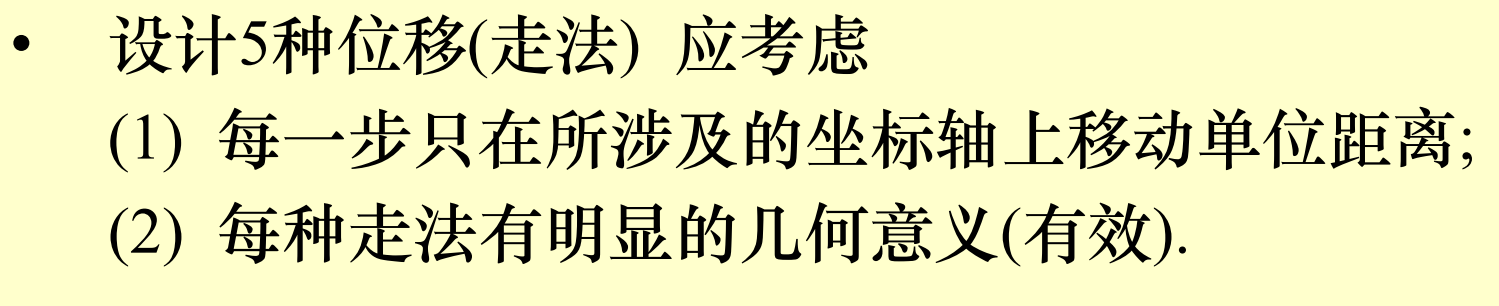 • 设计5种位移(走法) 应考虑
(1) 每一步只在所涉及的坐标轴上移动单位距离;
(2) 每种走法有明显的几何意义(有效).